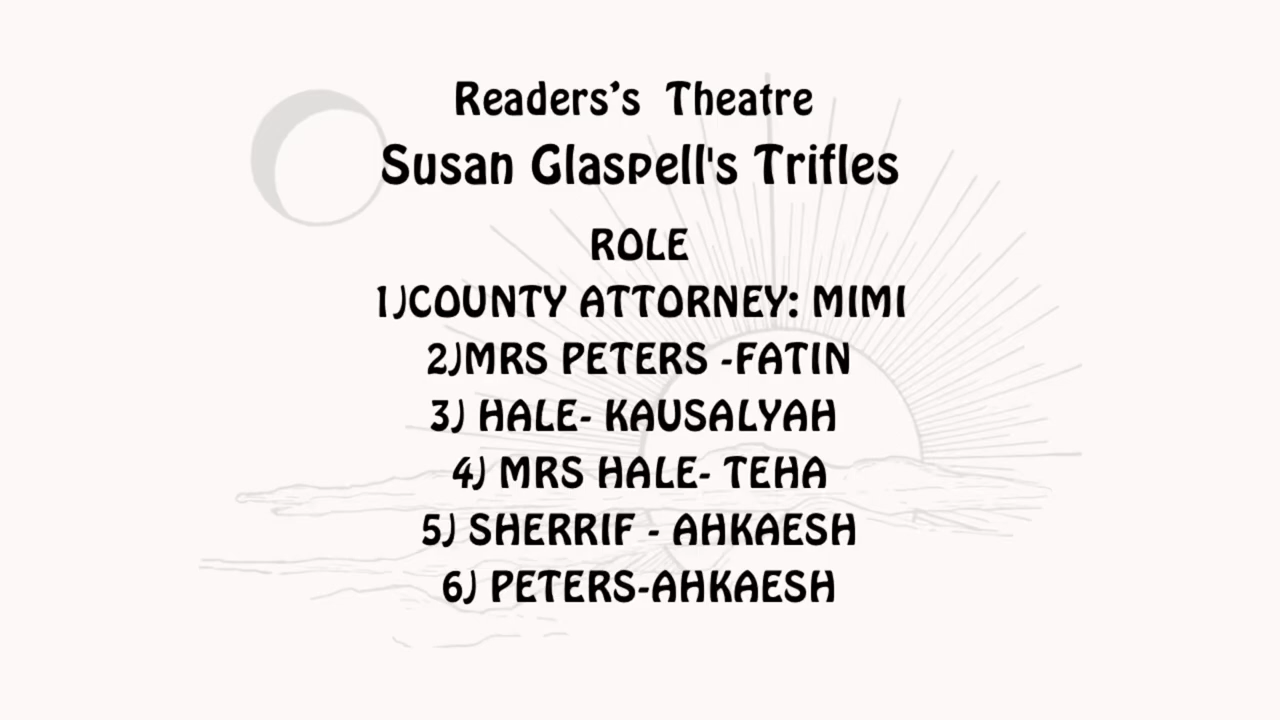 Readers’s Theatre
Susan Glaspell's Trifles
ROLE
1)COUNTY ATTORNEY: MIMI
2)MRS PETERS -FATIN
3) HALE- KAUSALYAH
4) MRS HALE- TEHA
5) SHERRIF - AHKAESH
6) PETERS-AHKAESH